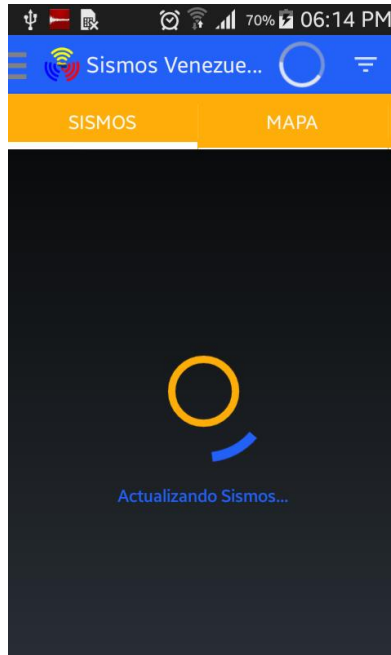 70% 06:14 PM
Sismos Venezue...
SISMOS MAPA
Actualizando Sismos...